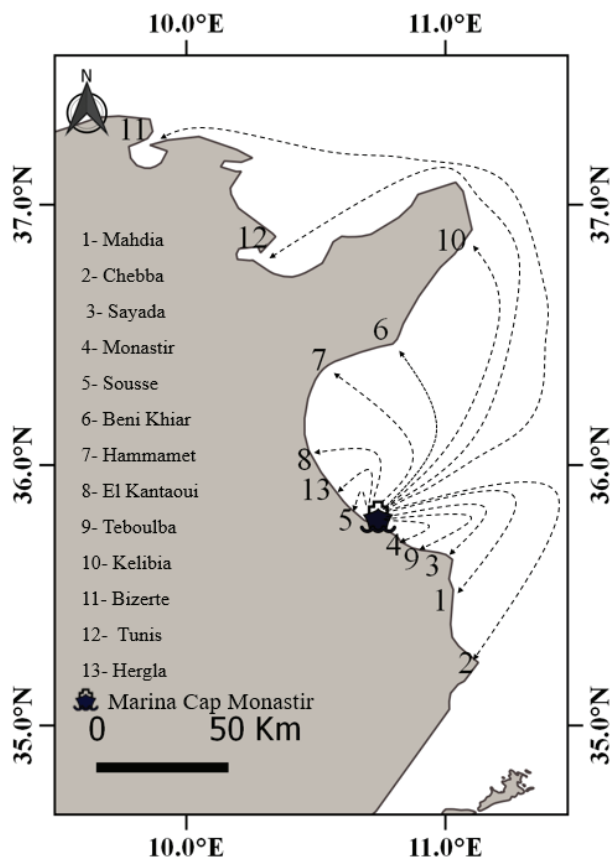 10.0°E 11.0°E
N
11
37.0°N 37.0°N
12 10
1- Mahdia
2- Chebba
3- Sayada
6
4- Monastir
7
5- Sousse
6- Beni Khiar
7- Hammamet
8
36.0°N 36.0°N
8- El Kantaoui
13
5
9- Teboulba
4
9 3
10- Kelibia
11- Bizerte
1
12- Tunis
2
13- Hergla
Marina Cap Monastir
0 50 Km
35.0°N 35.0°N
10.0°E 11.0°E